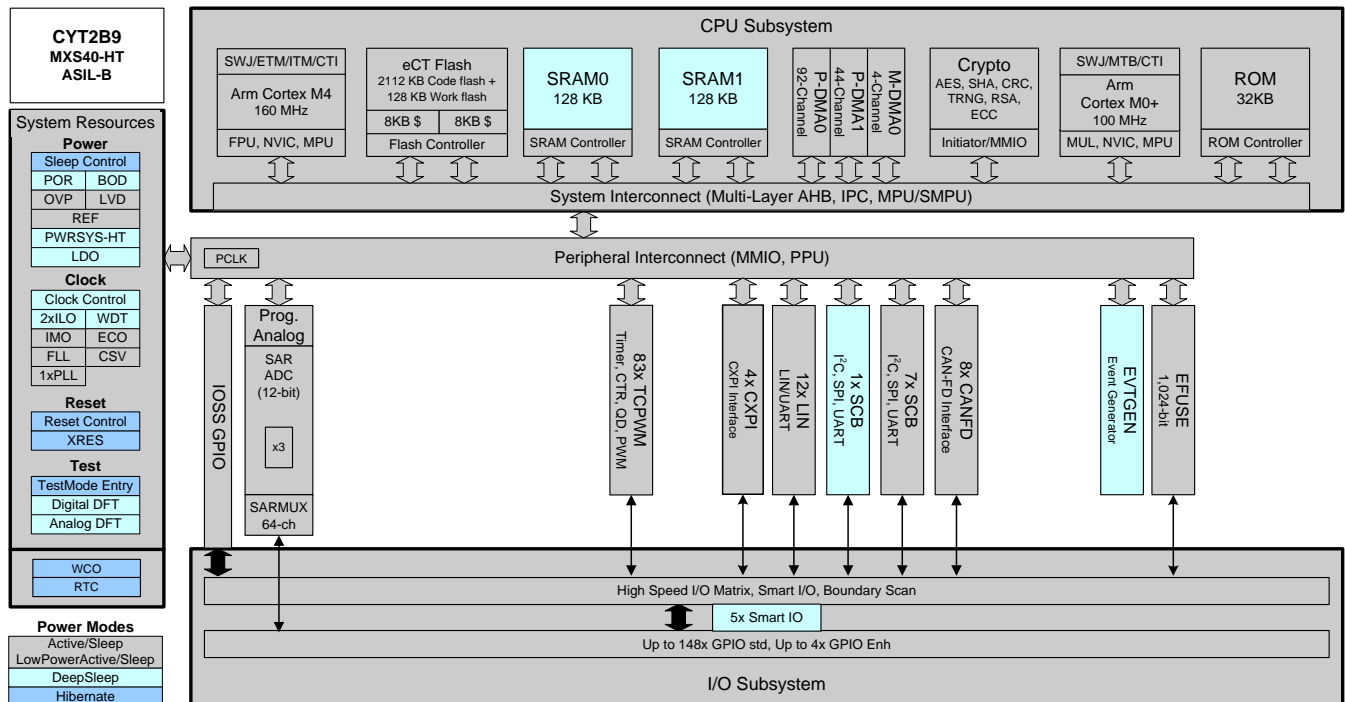 CYT2B9
MXS40-HT
ASIL-B
System Resources
Power
Sleep Control
POR BOD
OVP LVD
REF
PWRSYS-HT
LDO
Clock
Clock Control
2xILO WDT
IMO ECO
FLL CSV
1xPLL
Reset
Reset Control
XRES
Test
TestMode Entry
Digital DFT
Analog DFT
WCO
RTC
Power Modes
Active/Sleep
LowPowerActive/Sleep
DeepSleep
Hibernate
CPU Subsystem
SWJ/ETM/ITM/CTI
Arm Cortex M4
160 MHz
FPU, NVIC, MPU
eCT Flash
2112 KB Code flash +
128 KB Work flash
8KB $ 8KB $
Flash Controller
SRAM0
128 KB
SRAM Controller
SRAM1
128 KB
SRAM Controller
P-DMA0
92-Channel
P-DMA1
44-Channel
M-DMA0
4-Channel
Crypto
AES, SHA, CRC,
TRNG, RSA,
ECC
Initiator/MMIO
SWJ/MTB/CTI
Arm
Cortex M0+
100 MHz
MUL, NVIC, MPU
ROM
32KB
ROM Controller
System Interconnect (Multi-Layer AHB, IPC, MPU/SMPU)
PCLK
Peripheral Interconnect (MMIO, PPU)
IOSS GPIO
Prog.
Analog
SAR
ADC
(12-bit)
x3
SARMUX
64-ch
83x TCPWM
Timer, CTR, QD, PWM
4x CXPI
CXPI Interface
12x LIN
LIN/UART
1x SCB
I²C, SPI, UART
7x SCB
I²C, SPI, UART
8x CANFD
CAN-FD Interface
EVTGEN
Event Generator
EFUSE
1,024-bit
High Speed I/O Matrix, Smart I/O, Boundary Scan
5x Smart IO
Up to 148x GPIO std, Up to 4x GPIO Enh
I/O Subsystem